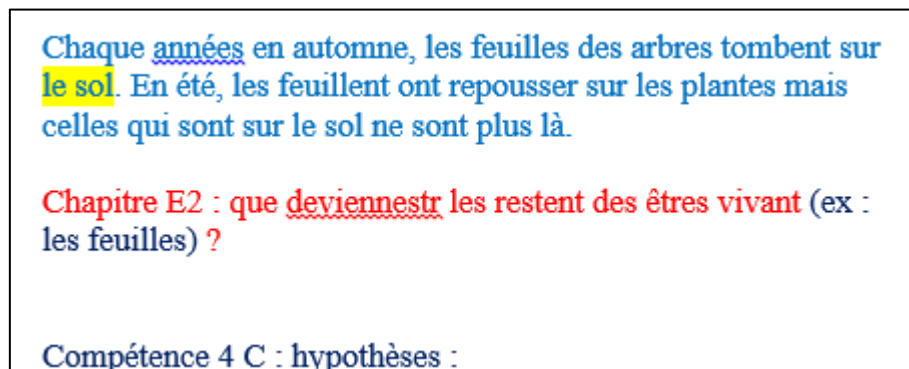 Chaque années en automne, les feuilles des arbres tombent sur
le sol. En été, les feuillent ont repousser sur les plantes mais
celles qui sont sur le sol ne sont plus là.
Chapitre E2 : que deviennestr les restent des êtres vivant (ex :
les feuilles) ?
Compétence 4 C : hypothèses :